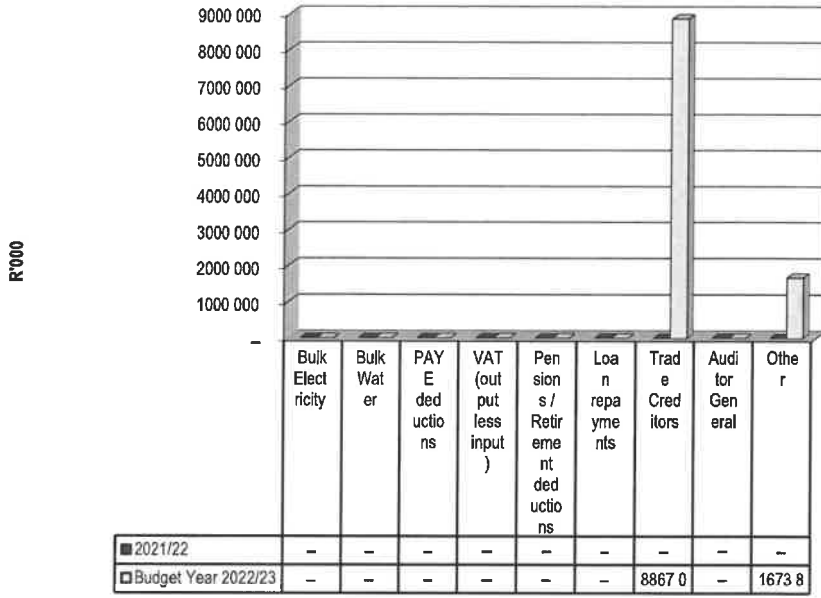 9000 000
8000 000
7000 000
6000 000
5000 000
4000 000
3000 000
2000 000
1000 000
–
R'000
Bulk
Elect
ricity
Bulk
Wat
er
PAY
E
ded
uctio
ns
VAT
(out
put
less
input
)
Pen
sion
s /
Retir
eme
nt
ded
uctio
ns
Loa
n
repa
yme
nts
Trad
e
Cred
itors
Audi
tor
Gen
eral
Othe
r
2021/22 – – – – – – – – –
Budget Year 2022/23 – – – – – – 8867 0 – 1673 8